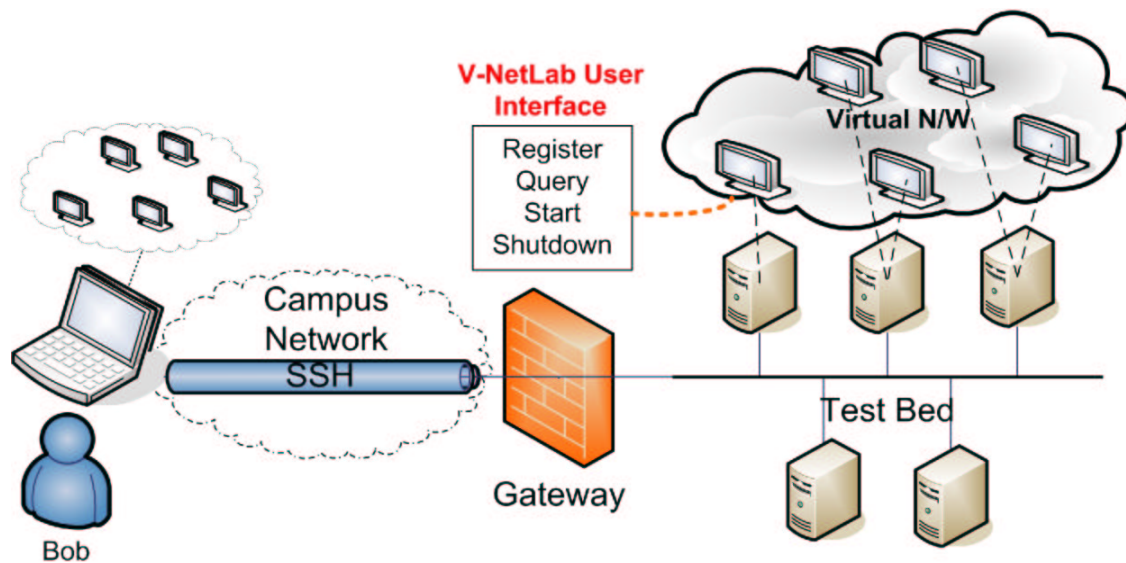 V-NetLab User
Interface
Register
Query
Start
Shutdown
Virtual N/W
Campus
Network
SSH
Gateway
Test Bed
Bob